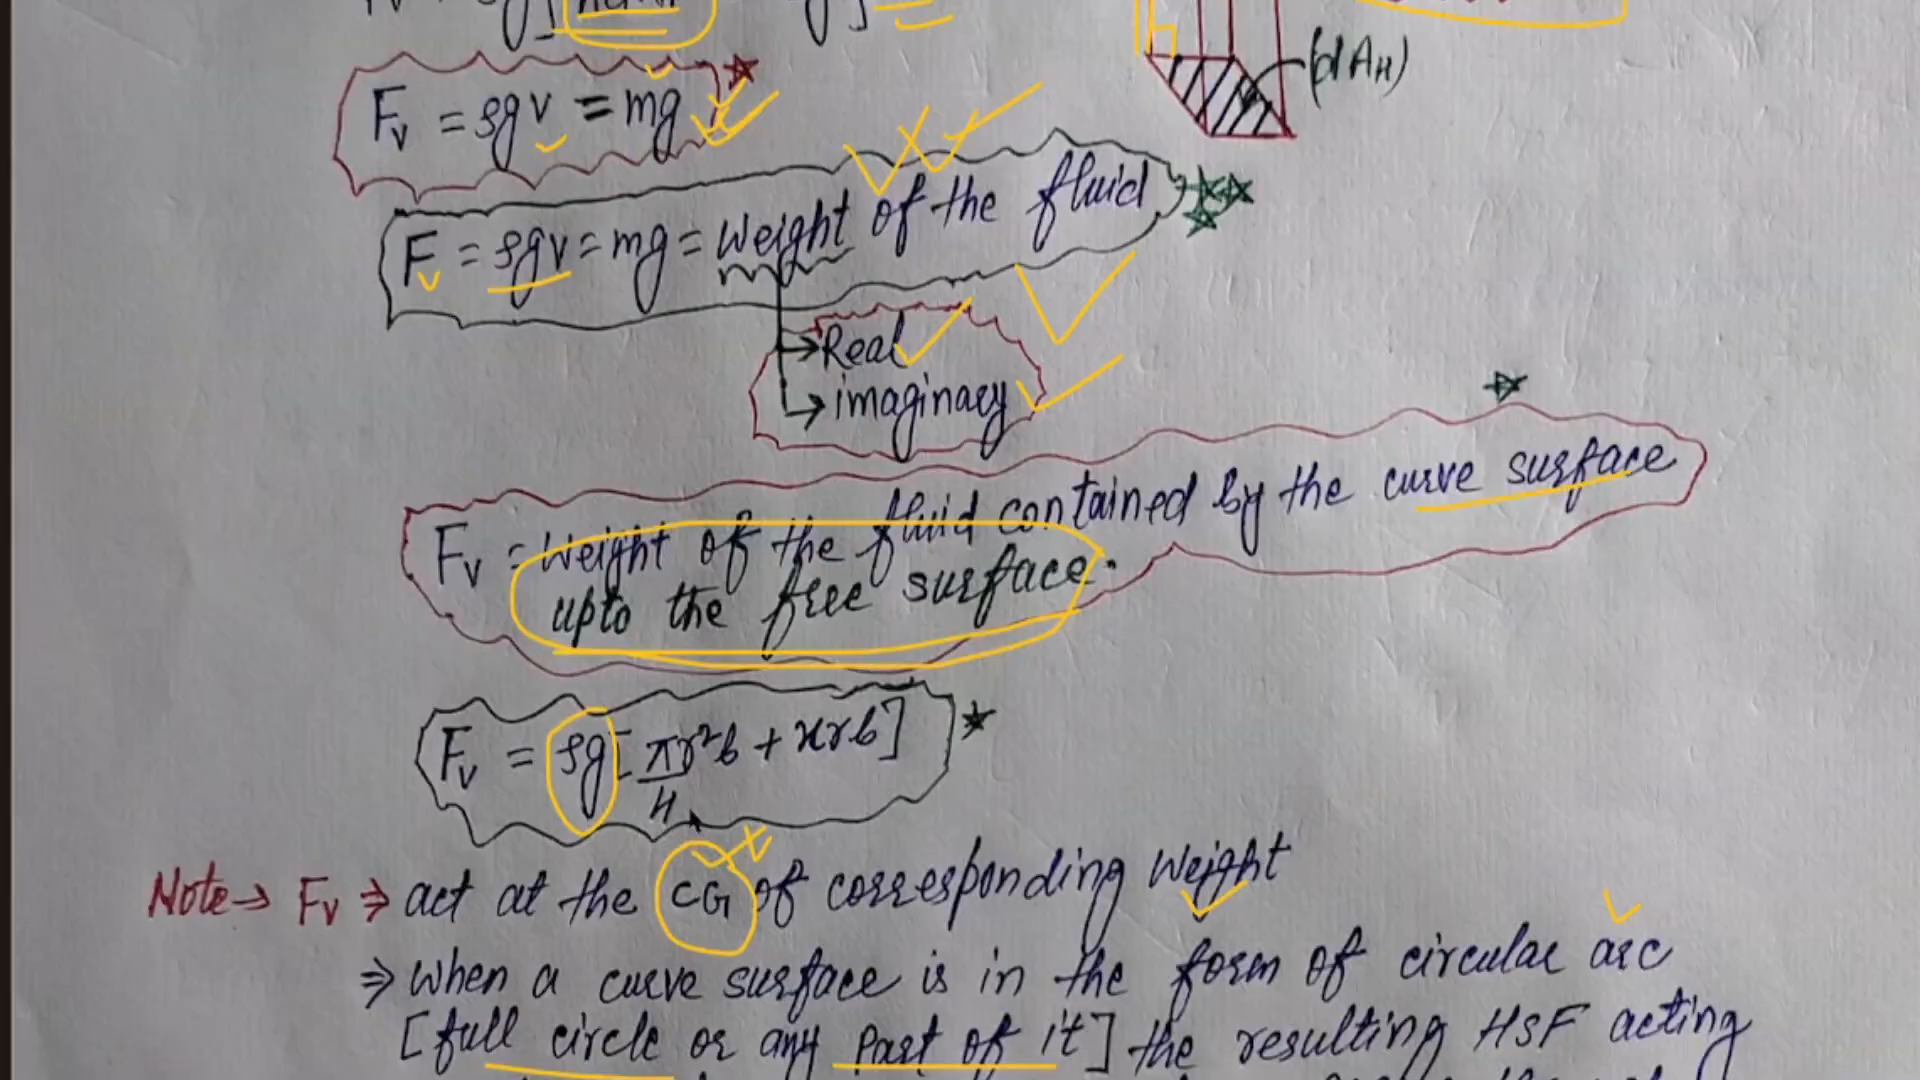 (dAH)
Fv = ρgv = mg
Fv = ρgv = mg = Weight of the fluid
→ Real
→ imaginary
Fv = Weight of the fluid contained by the curve surface
upto the free surface.
Fv = ρg[πr²b/4 + xrb]
Note → Fv ⇒ act at the CG of corresponding Weight
⇒ When a curve surface is in the form of circular arc
[full circle or any Part of it] the resulting HSF acting